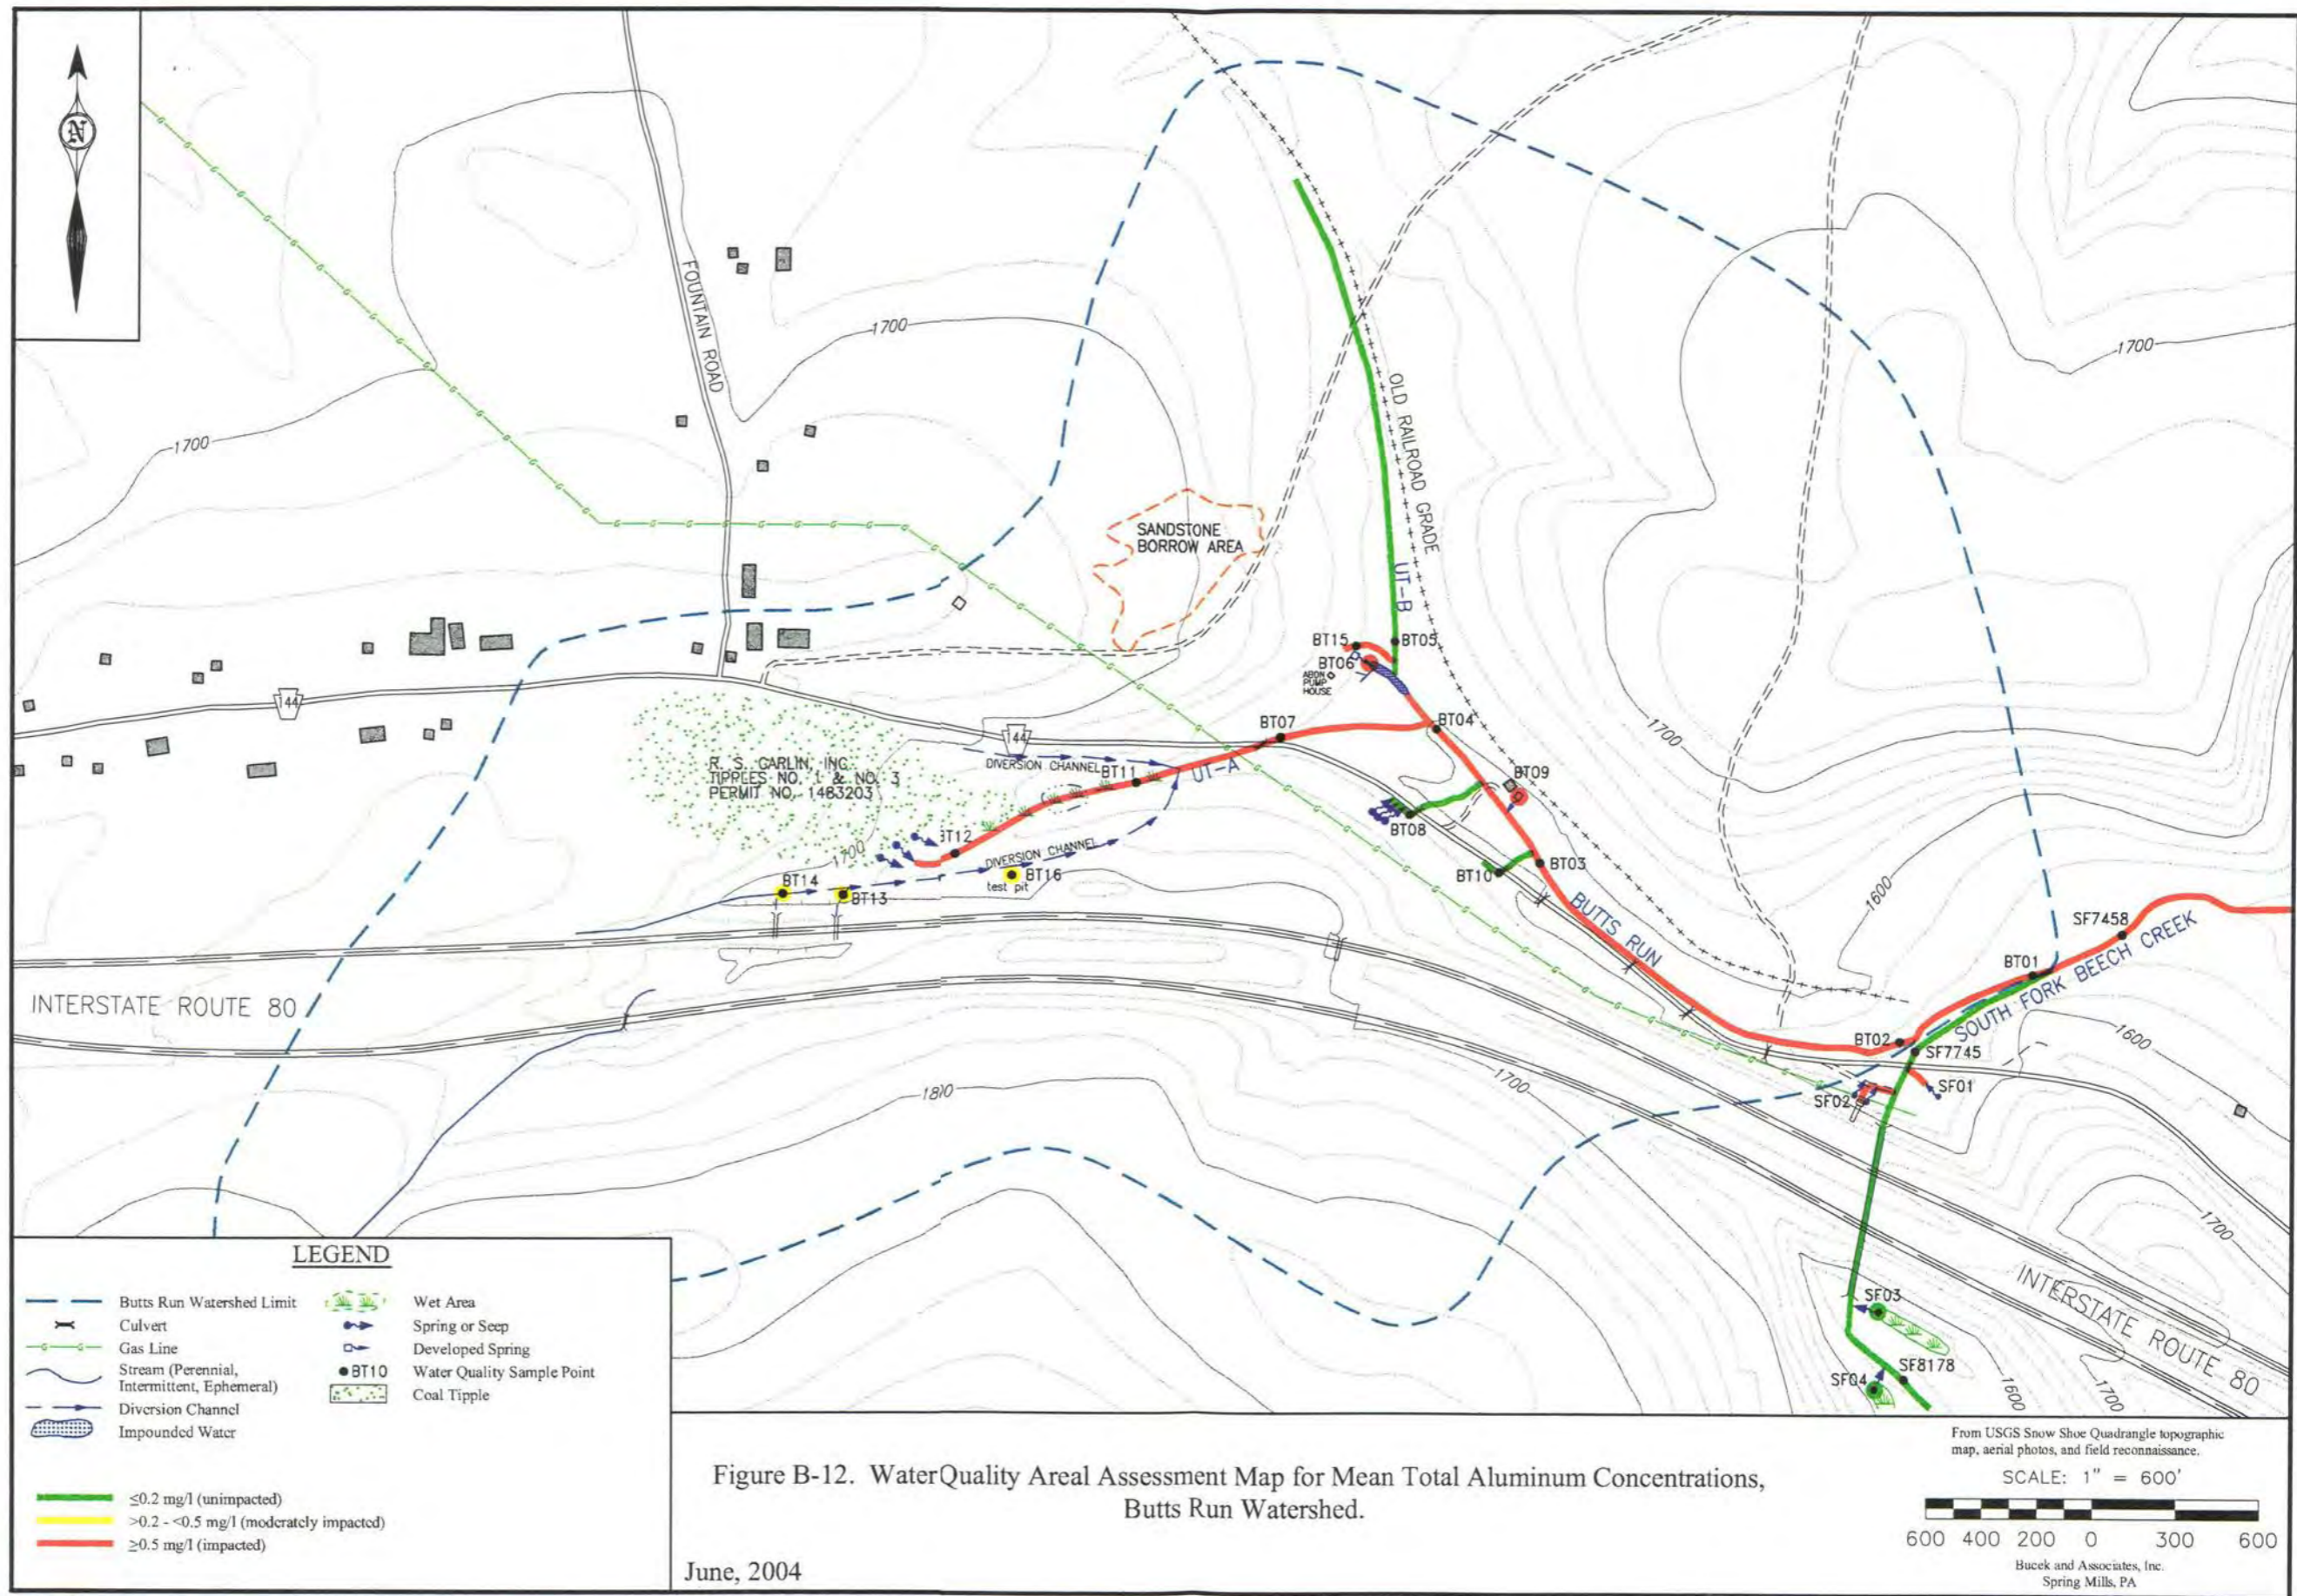 N
FOUNTAIN ROAD
1700
1700
1700
OLD RAILROAD GRADE
SANDSTONE
BORROW AREA
UT-B
BT15
BT05
BT06
ABDN
PUMP
HOUSE
144
144
BT07
BT04
1700
R. S. CARLIN, INC.
TIPPLES NO. 1 & NO. 3
PERMIT NO. 1483203
DIVERSION CHANNEL
BT11
UT-A
BT09
BT08
BT12
1700
DIVERSION CHANNEL
BT03
BT10
BT14
BT13
BT16
test pit
BUTTS RUN
1600
SF7458
BT01
SOUTH FORK BEECH CREEK
INTERSTATE ROUTE 80
BT02
SF7745
1600
SF01
SF02
1810
1700
1700
INTERSTATE ROUTE 80
SF03
SF8178
SF04
1600
1700
LEGEND
Butts Run Watershed Limit
Culvert
Gas Line
Stream (Perennial,
Intermittent, Ephemeral)
Diversion Channel
Impounded Water
Wet Area
Spring or Seep
Developed Spring
BT10 Water Quality Sample Point
Coal Tipple
≤0.2 mg/l (unimpacted)
>0.2 - <0.5 mg/l (moderately impacted)
≥0.5 mg/l (impacted)
Figure B-12. WaterQuality Areal Assessment Map for Mean Total Aluminum Concentrations,
Butts Run Watershed.
June, 2004
From USGS Snow Shoe Quadrangle topographic
map, aerial photos, and field reconnaissance.
SCALE: 1" = 600'
600 400 200 0 300 600
Bucek and Associates, Inc.
Spring Mills, PA